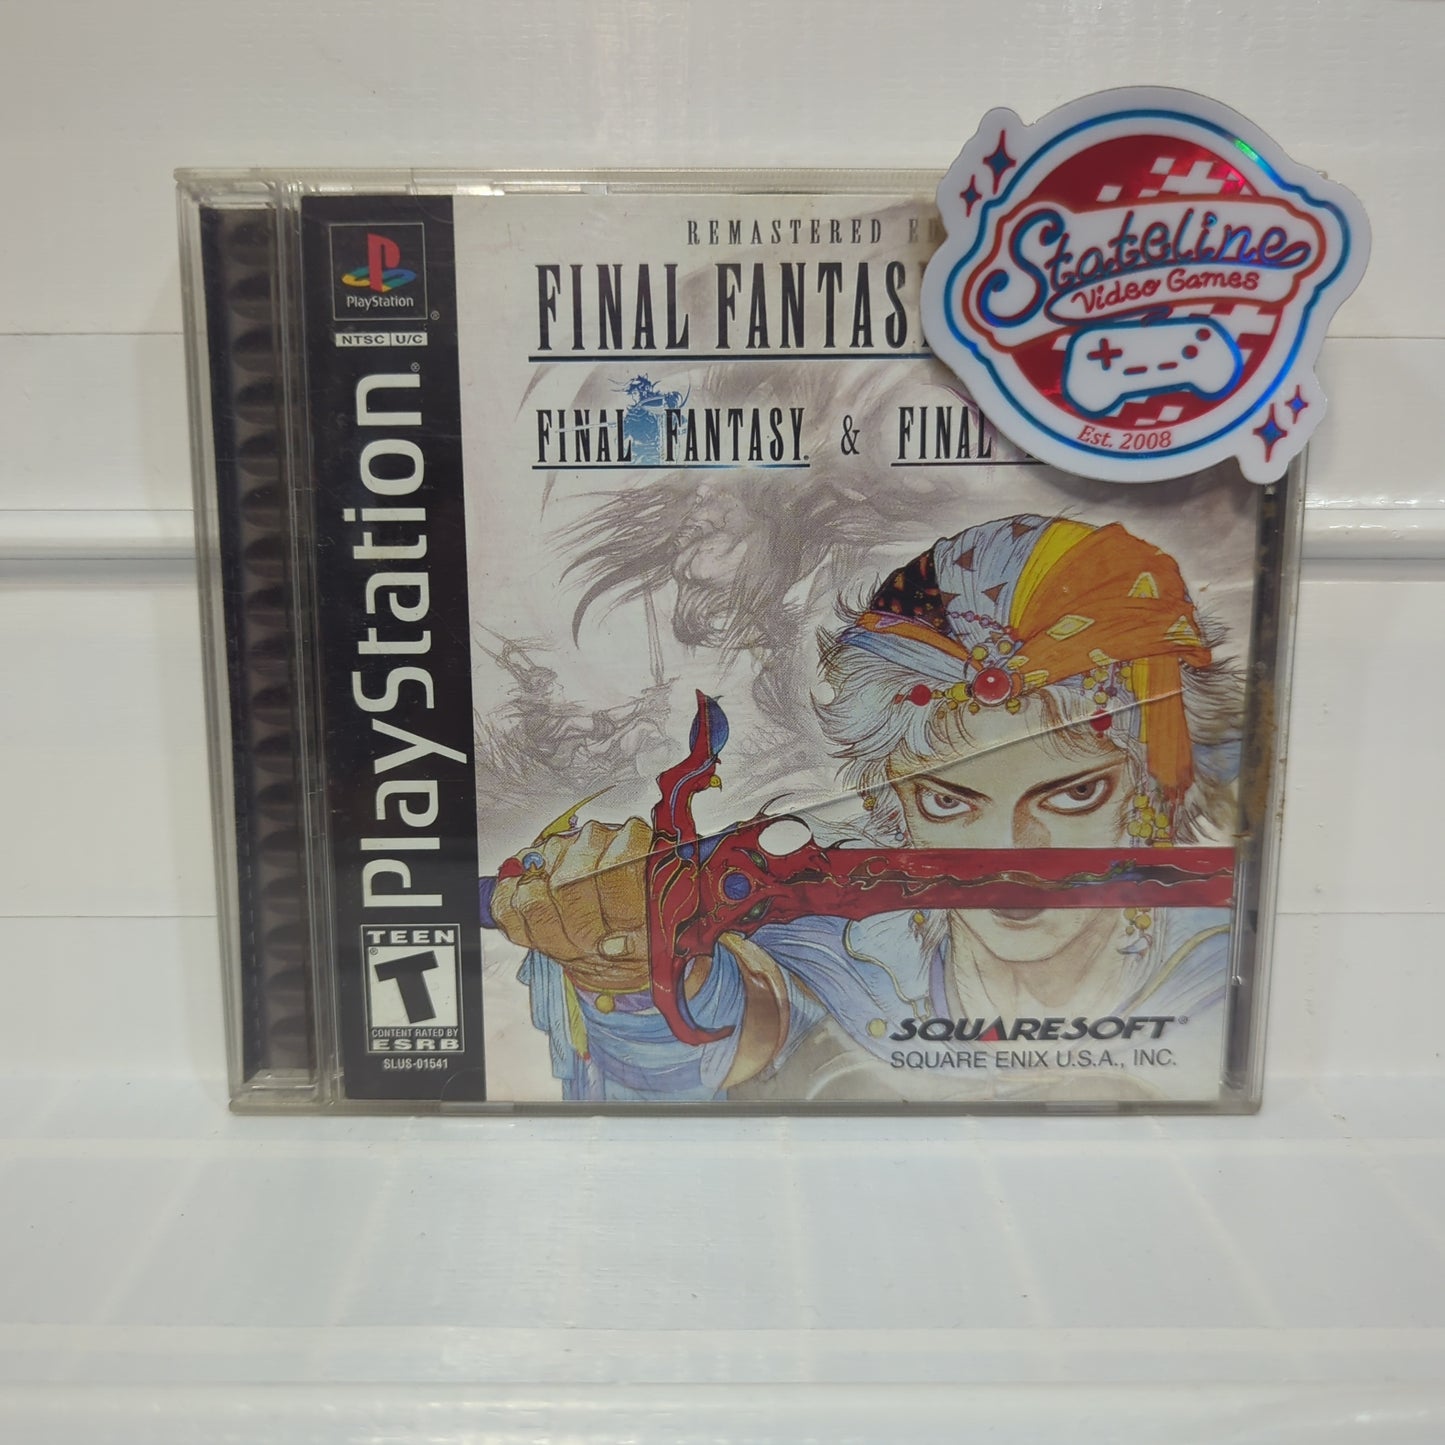 REMASTERED
FINAL FANTAS
FINAL FANTASY. & FINAL
PlayStation
®
NTSC U/C
PlayStation®
TEEN
T
®
CONTENT RATED BY
ESRB
SLUS-01541
SQUARESOFT®
SQUARE ENIX U.S.A., INC.
Stateline
Video Games
Est. 2008